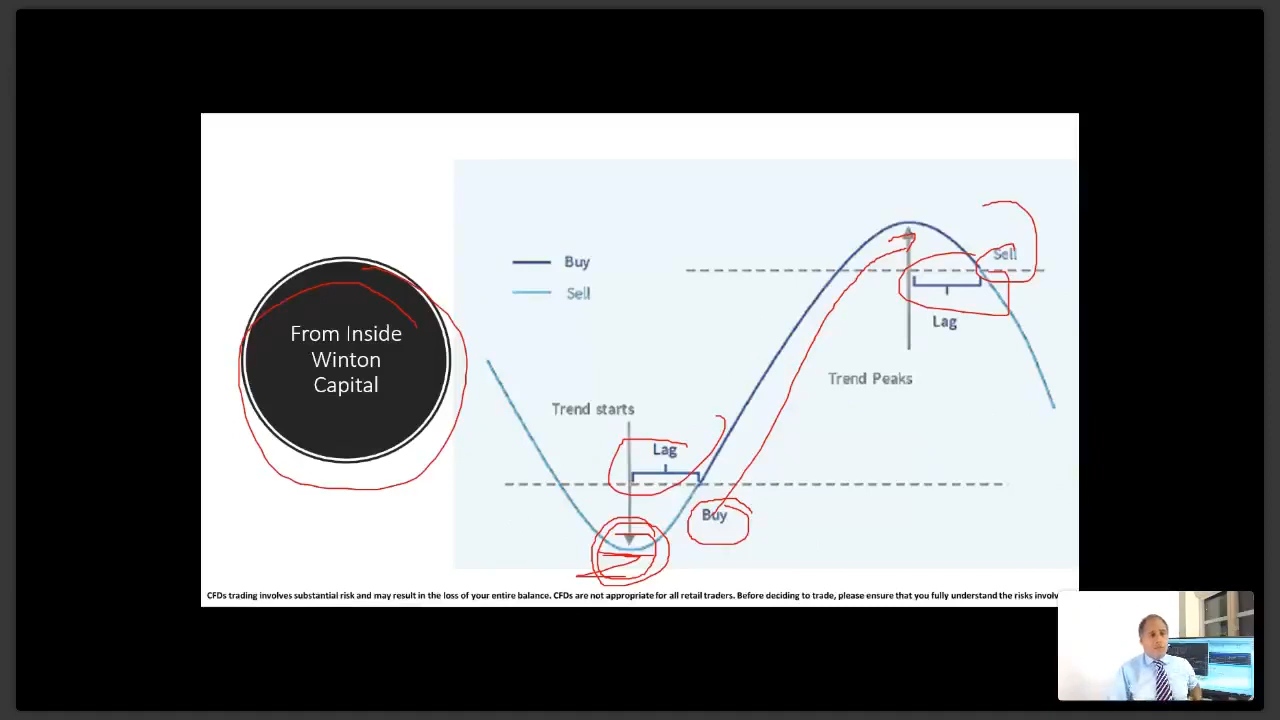 From Inside
Winton
Capital
Buy
Sell
Sell
Lag
Trend Peaks
Trend starts
Lag
Buy
CFDs trading involves substantial risk and may result in the loss of your entire balance. CFDs are not appropriate for all retail traders. Before deciding to trade, please ensure that you fully understand the risks involv